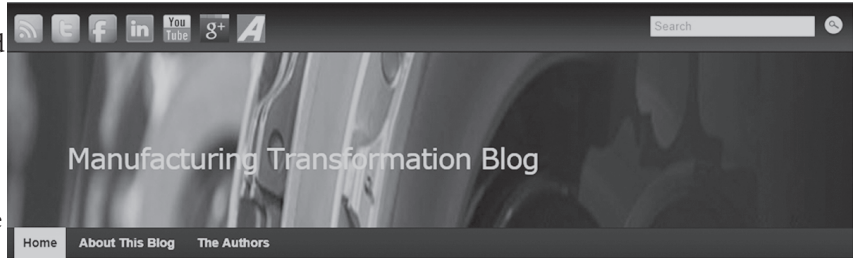 You Tube g+ A Search
Manufacturing Transformation Blog
Home About This Blog The Authors